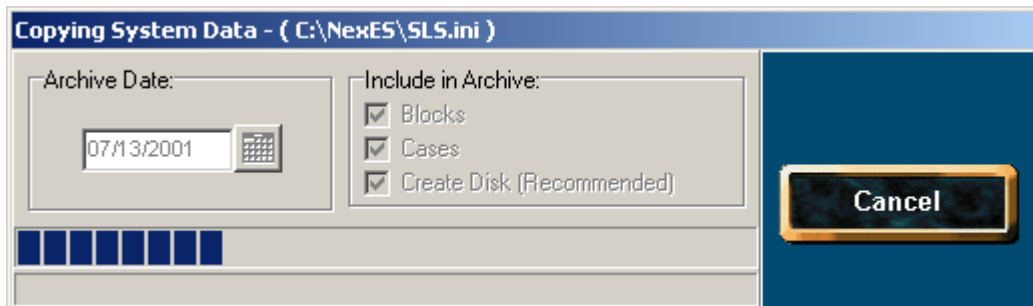 Copying System Data - ( C:\NexES\SLS.ini )
Archive Date:
07/13/2001
Include in Archive:
Blocks
Cases
Create Disk (Recommended)
Cancel